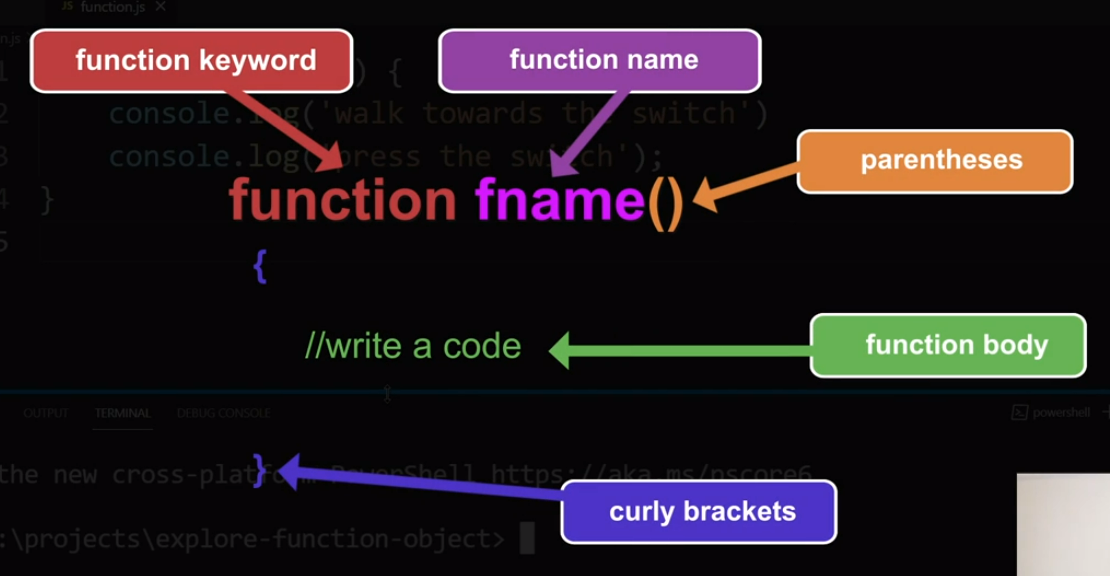 JS function.js ×
n.js
function keyword
function name
1 ) {
2 console.log('walk towards the switch')
3 console.log('press the switch');
parentheses
4 }
function fname()
5
{
//write a code
function body
OUTPUT TERMINAL DEBUG CONSOLE
powershell
}
the new cross-platform PowerShell https://aka.ms/pscore6
curly brackets
:\projects\explore-function-object>